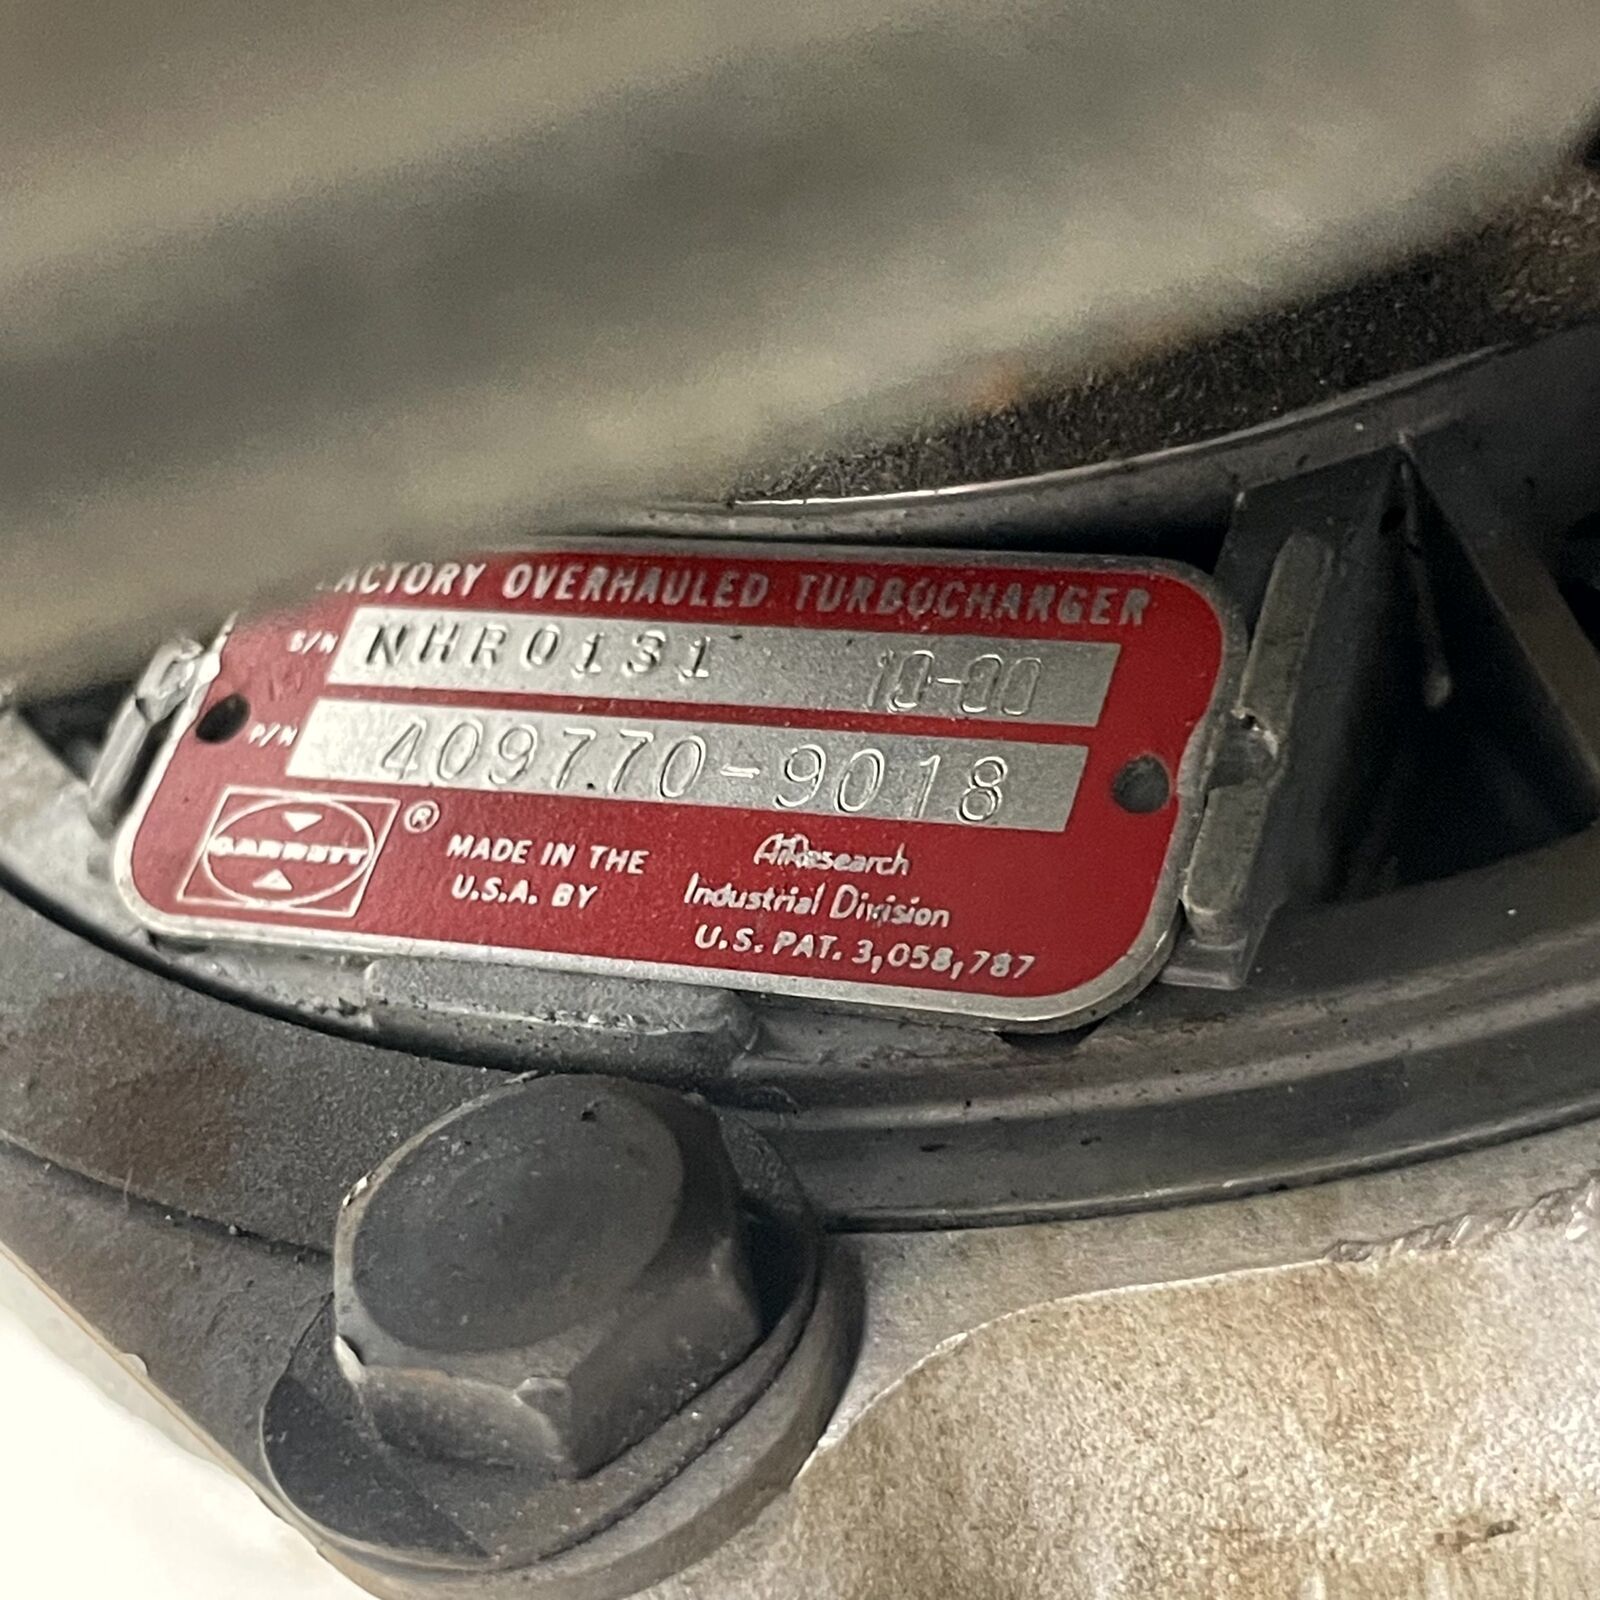 FACTORY OVERHAULED TURBOCHARGER
S/N NHR0131 10-00
P/N 409770-9018
GARRETT ® MADE IN THE U.S.A. BY
AiResearch
Industrial Division
U.S. PAT. 3,058,787